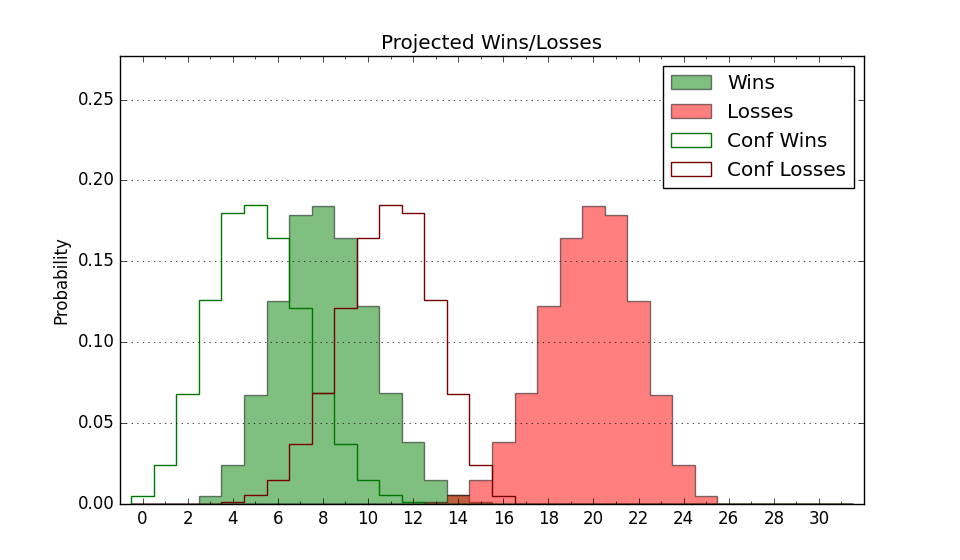 Projected Wins/Losses
Wins
Losses
Conf Wins
Conf Losses
Probability
0.25
0.20
0.15
0.10
0.05
0.00
0 2 4 6 8 10 12 14 16 18 20 22 24 26 28 30